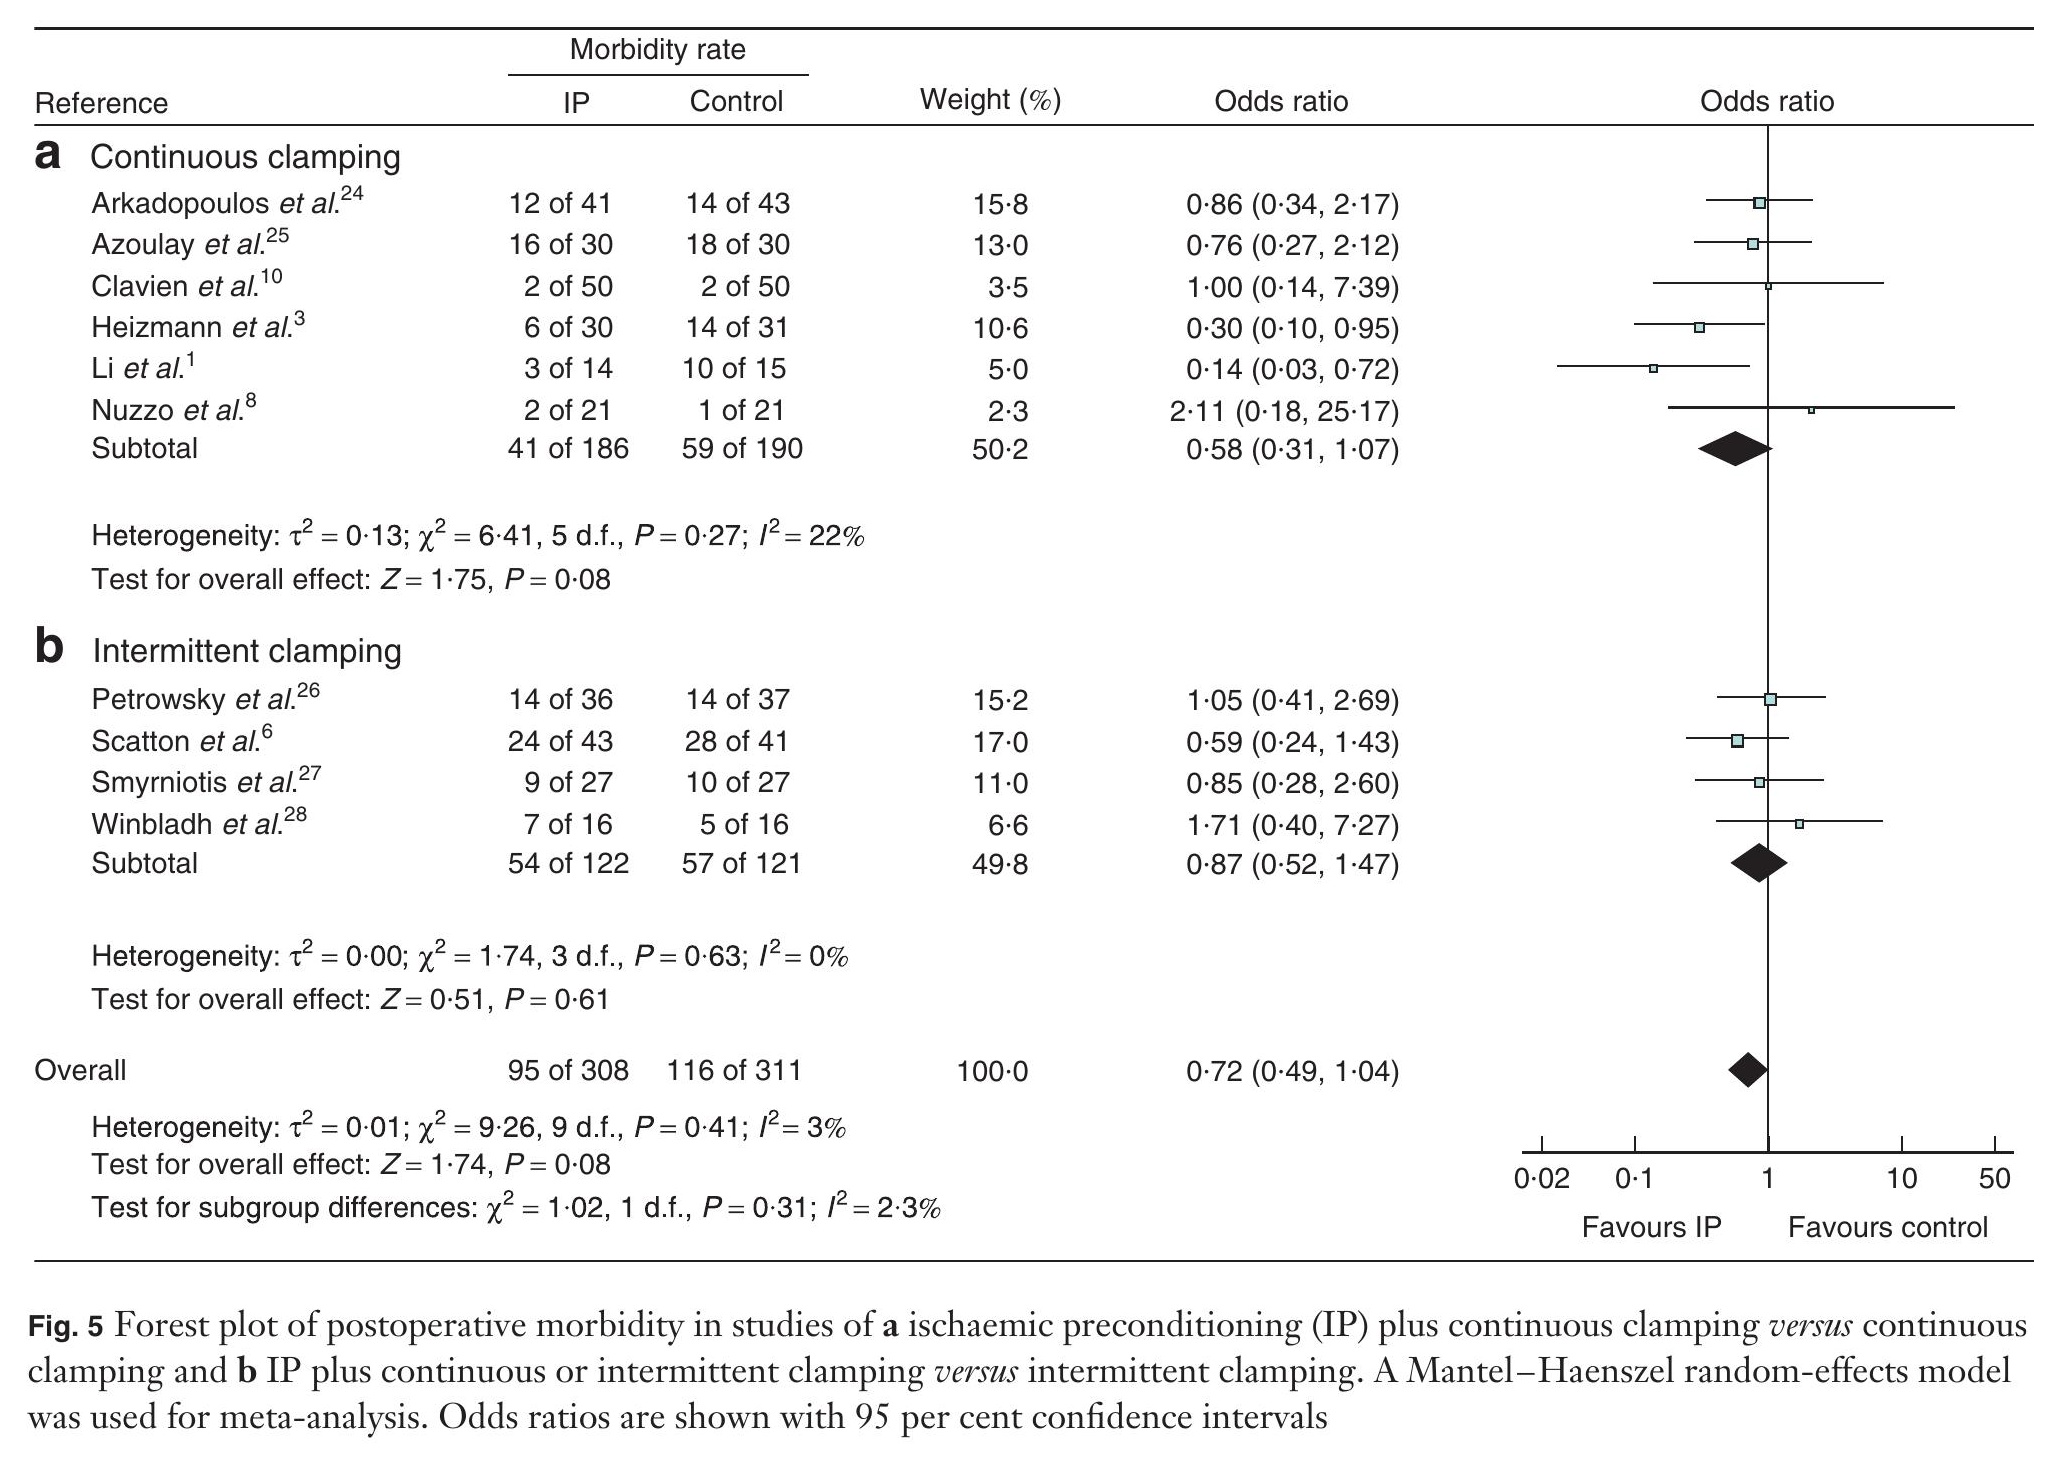 Morbidity rate
Reference IP Control Weight (%) Odds ratio Odds ratio
a Continuous clamping
Arkadopoulos et al.24 12 of 41 14 of 43 15·8 0·86 (0·34, 2·17)
Azoulay et al.25 16 of 30 18 of 30 13·0 0·76 (0·27, 2·12)
Clavien et al.10 2 of 50 2 of 50 3·5 1·00 (0·14, 7·39)
Heizmann et al.3 6 of 30 14 of 31 10·6 0·30 (0·10, 0·95)
Li et al.1 3 of 14 10 of 15 5·0 0·14 (0·03, 0·72)
Nuzzo et al.8 2 of 21 1 of 21 2·3 2·11 (0·18, 25·17)
Subtotal 41 of 186 59 of 190 50·2 0·58 (0·31, 1·07)
Heterogeneity: τ2 = 0·13; χ2 = 6·41, 5 d.f., P = 0·27; I2 = 22%
Test for overall effect: Z = 1·75, P = 0·08
b Intermittent clamping
Petrowsky et al.26 14 of 36 14 of 37 15·2 1·05 (0·41, 2·69)
Scatton et al.6 24 of 43 28 of 41 17·0 0·59 (0·24, 1·43)
Smyrniotis et al.27 9 of 27 10 of 27 11·0 0·85 (0·28, 2·60)
Winbladh et al.28 7 of 16 5 of 16 6·6 1·71 (0·40, 7·27)
Subtotal 54 of 122 57 of 121 49·8 0·87 (0·52, 1·47)
Heterogeneity: τ2 = 0·00; χ2 = 1·74, 3 d.f., P = 0·63; I2 = 0%
Test for overall effect: Z = 0·51, P = 0·61
Overall 95 of 308 116 of 311 100·0 0·72 (0·49, 1·04)
Heterogeneity: τ2 = 0·01; χ2 = 9·26, 9 d.f., P = 0·41; I2 = 3%
Test for overall effect: Z = 1·74, P = 0·08
Test for subgroup differences: χ2 = 1·02, 1 d.f., P = 0·31; I2 = 2·3%
0·02 0·1 1 10 50
Favours IP Favours control
Fig. 5 Forest plot of postoperative morbidity in studies of a ischaemic preconditioning (IP) plus continuous clamping versus continuous
clamping and b IP plus continuous or intermittent clamping versus intermittent clamping. A Mantel–Haenszel random-effects model
was used for meta-analysis. Odds ratios are shown with 95 per cent confidence intervals